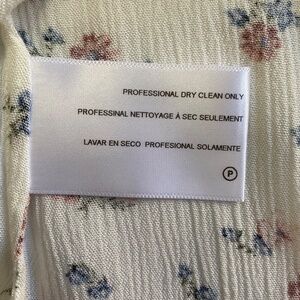 PROFESSIONAL DRY CLEAN ONLY
PROFESSINAL NETTOYAGE À SEC SEULEMENT
LAVAR EN SECO PROFESIONAL SOLAMENTE
P